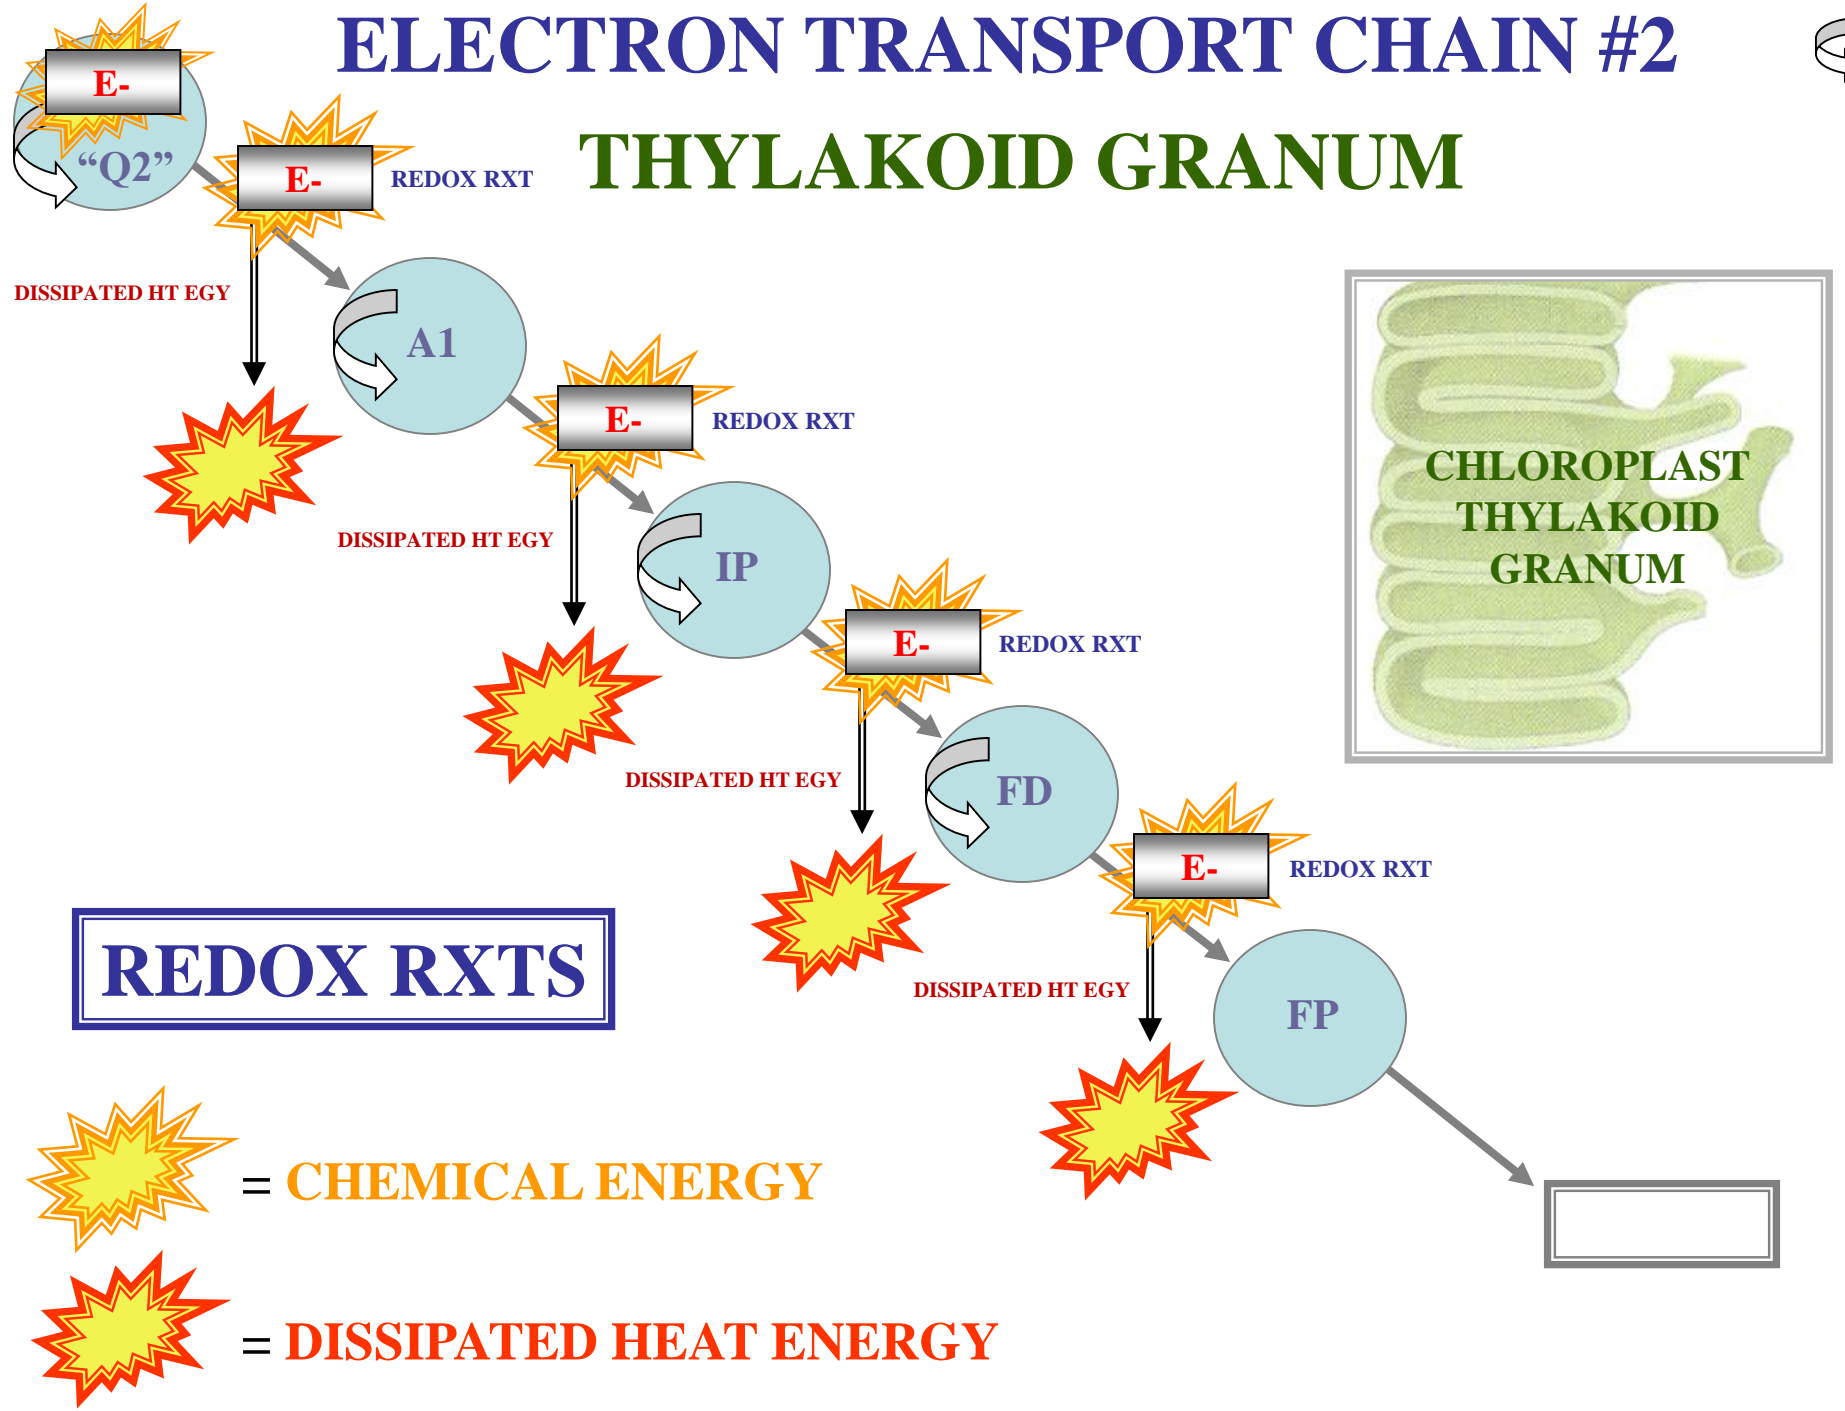 ELECTRON TRANSPORT CHAIN #2
THYLAKOID GRANUM
E-
“Q2”
E-
REDOX RXT
DISSIPATED HT EGY
A1
E-
REDOX RXT
DISSIPATED HT EGY
IP
E-
REDOX RXT
DISSIPATED HT EGY
FD
E-
REDOX RXT
DISSIPATED HT EGY
FP
CHLOROPLAST
THYLAKOID
GRANUM
REDOX RXTS
= CHEMICAL ENERGY
= DISSIPATED HEAT ENERGY